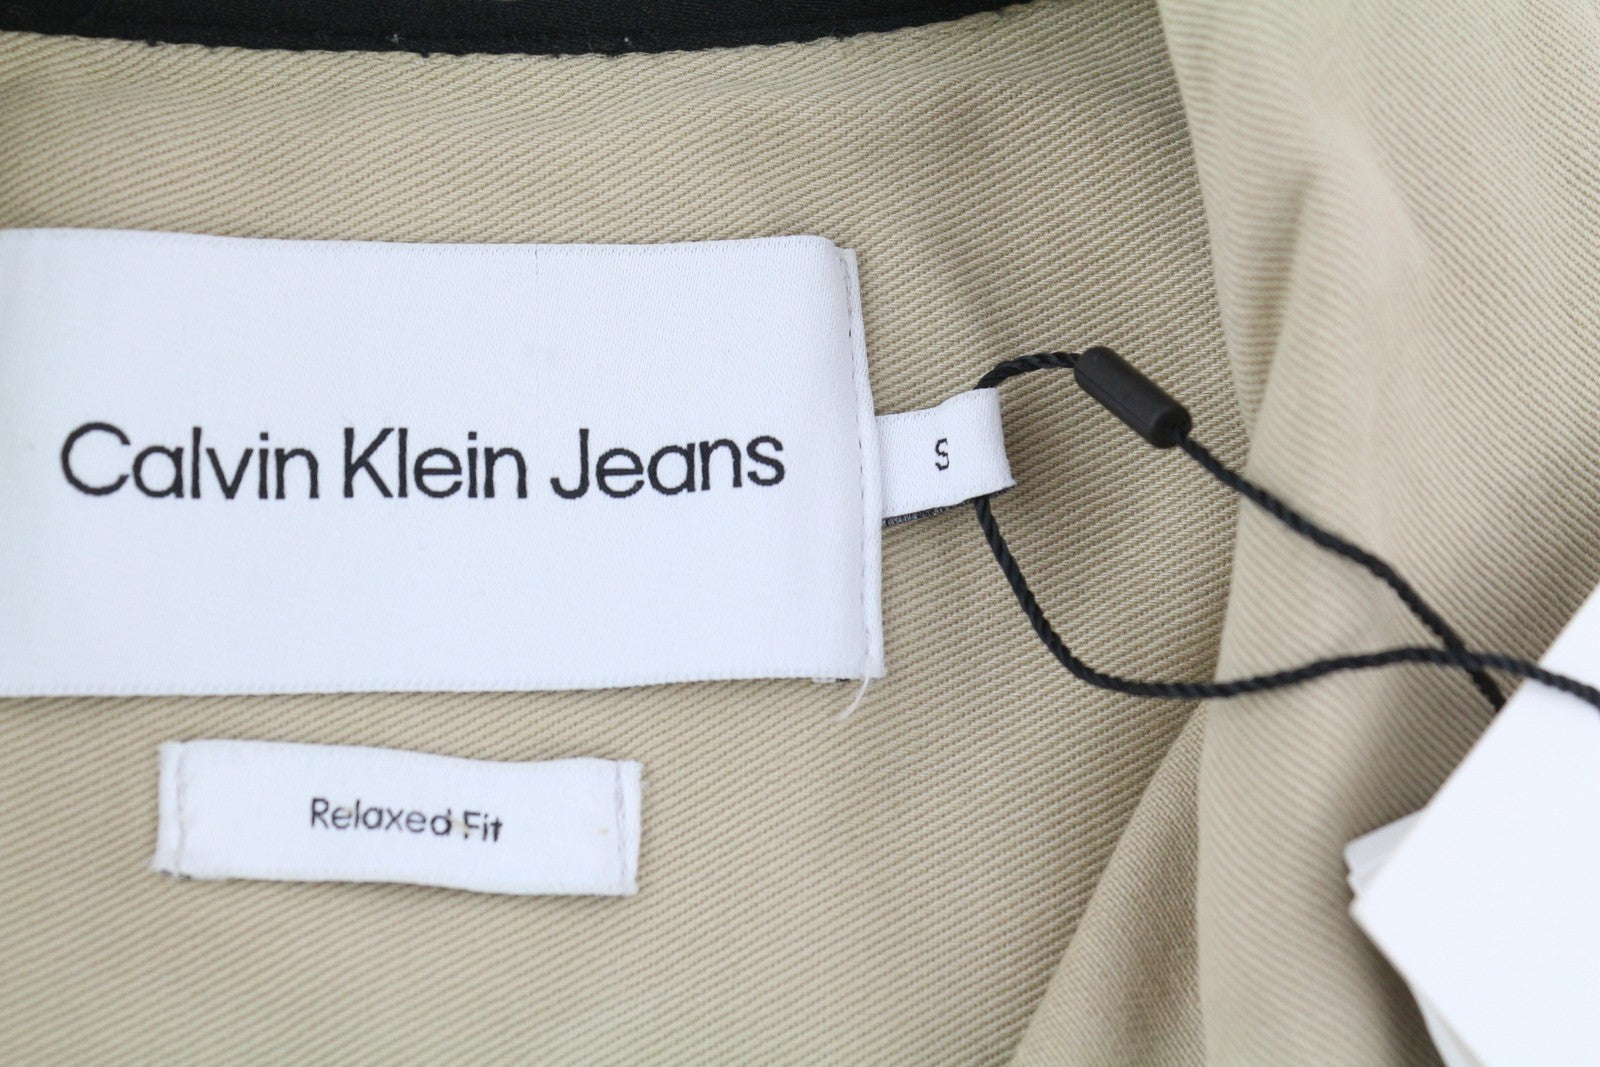 Calvin Klein Jeans
S
Relaxed Fit